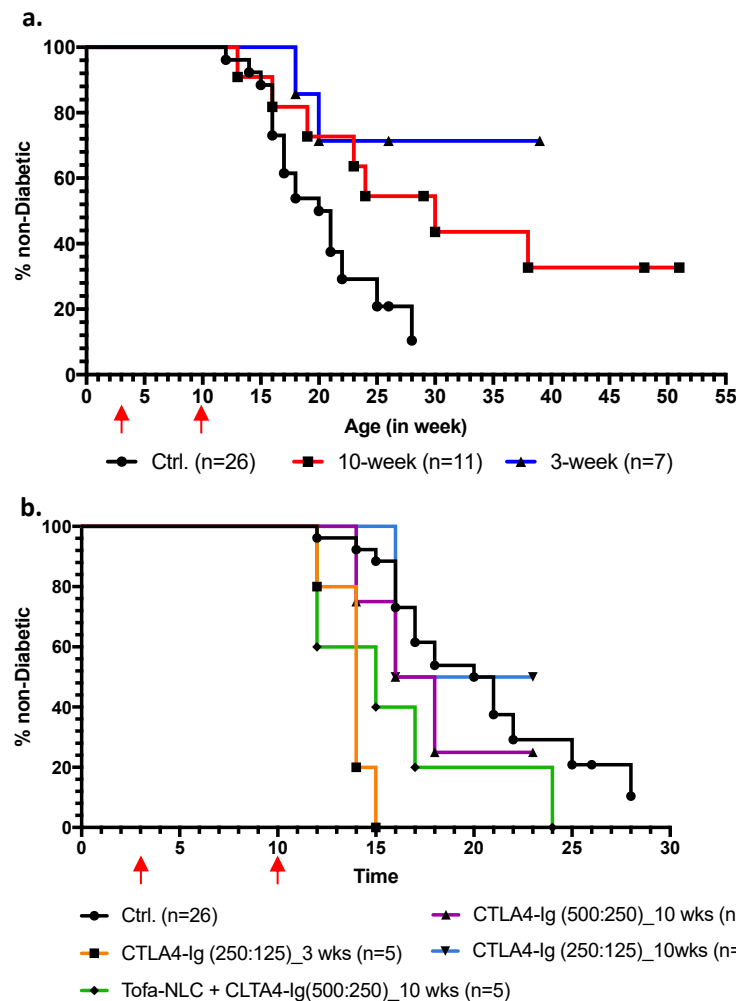 a.
100
80
60
40
20
0
% non-Diabetic
0 5 10 15 20 25 30 35 40 45 50 55
Age (in week)
Ctrl. (n=26) 10-week (n=11) 3-week (n=7)
b.
100
80
60
40
20
0
% non-Diabetic
0 5 10 15 20 25 30
Time
Ctrl. (n=26) CTLA4-Ig (500:250)_10 wks (n
CTLA4-Ig (250:125)_3 wks (n=5) CTLA4-Ig (250:125)_10wks (n=
Tofa-NLC + CLTA4-Ig(500:250)_10 wks (n=5)